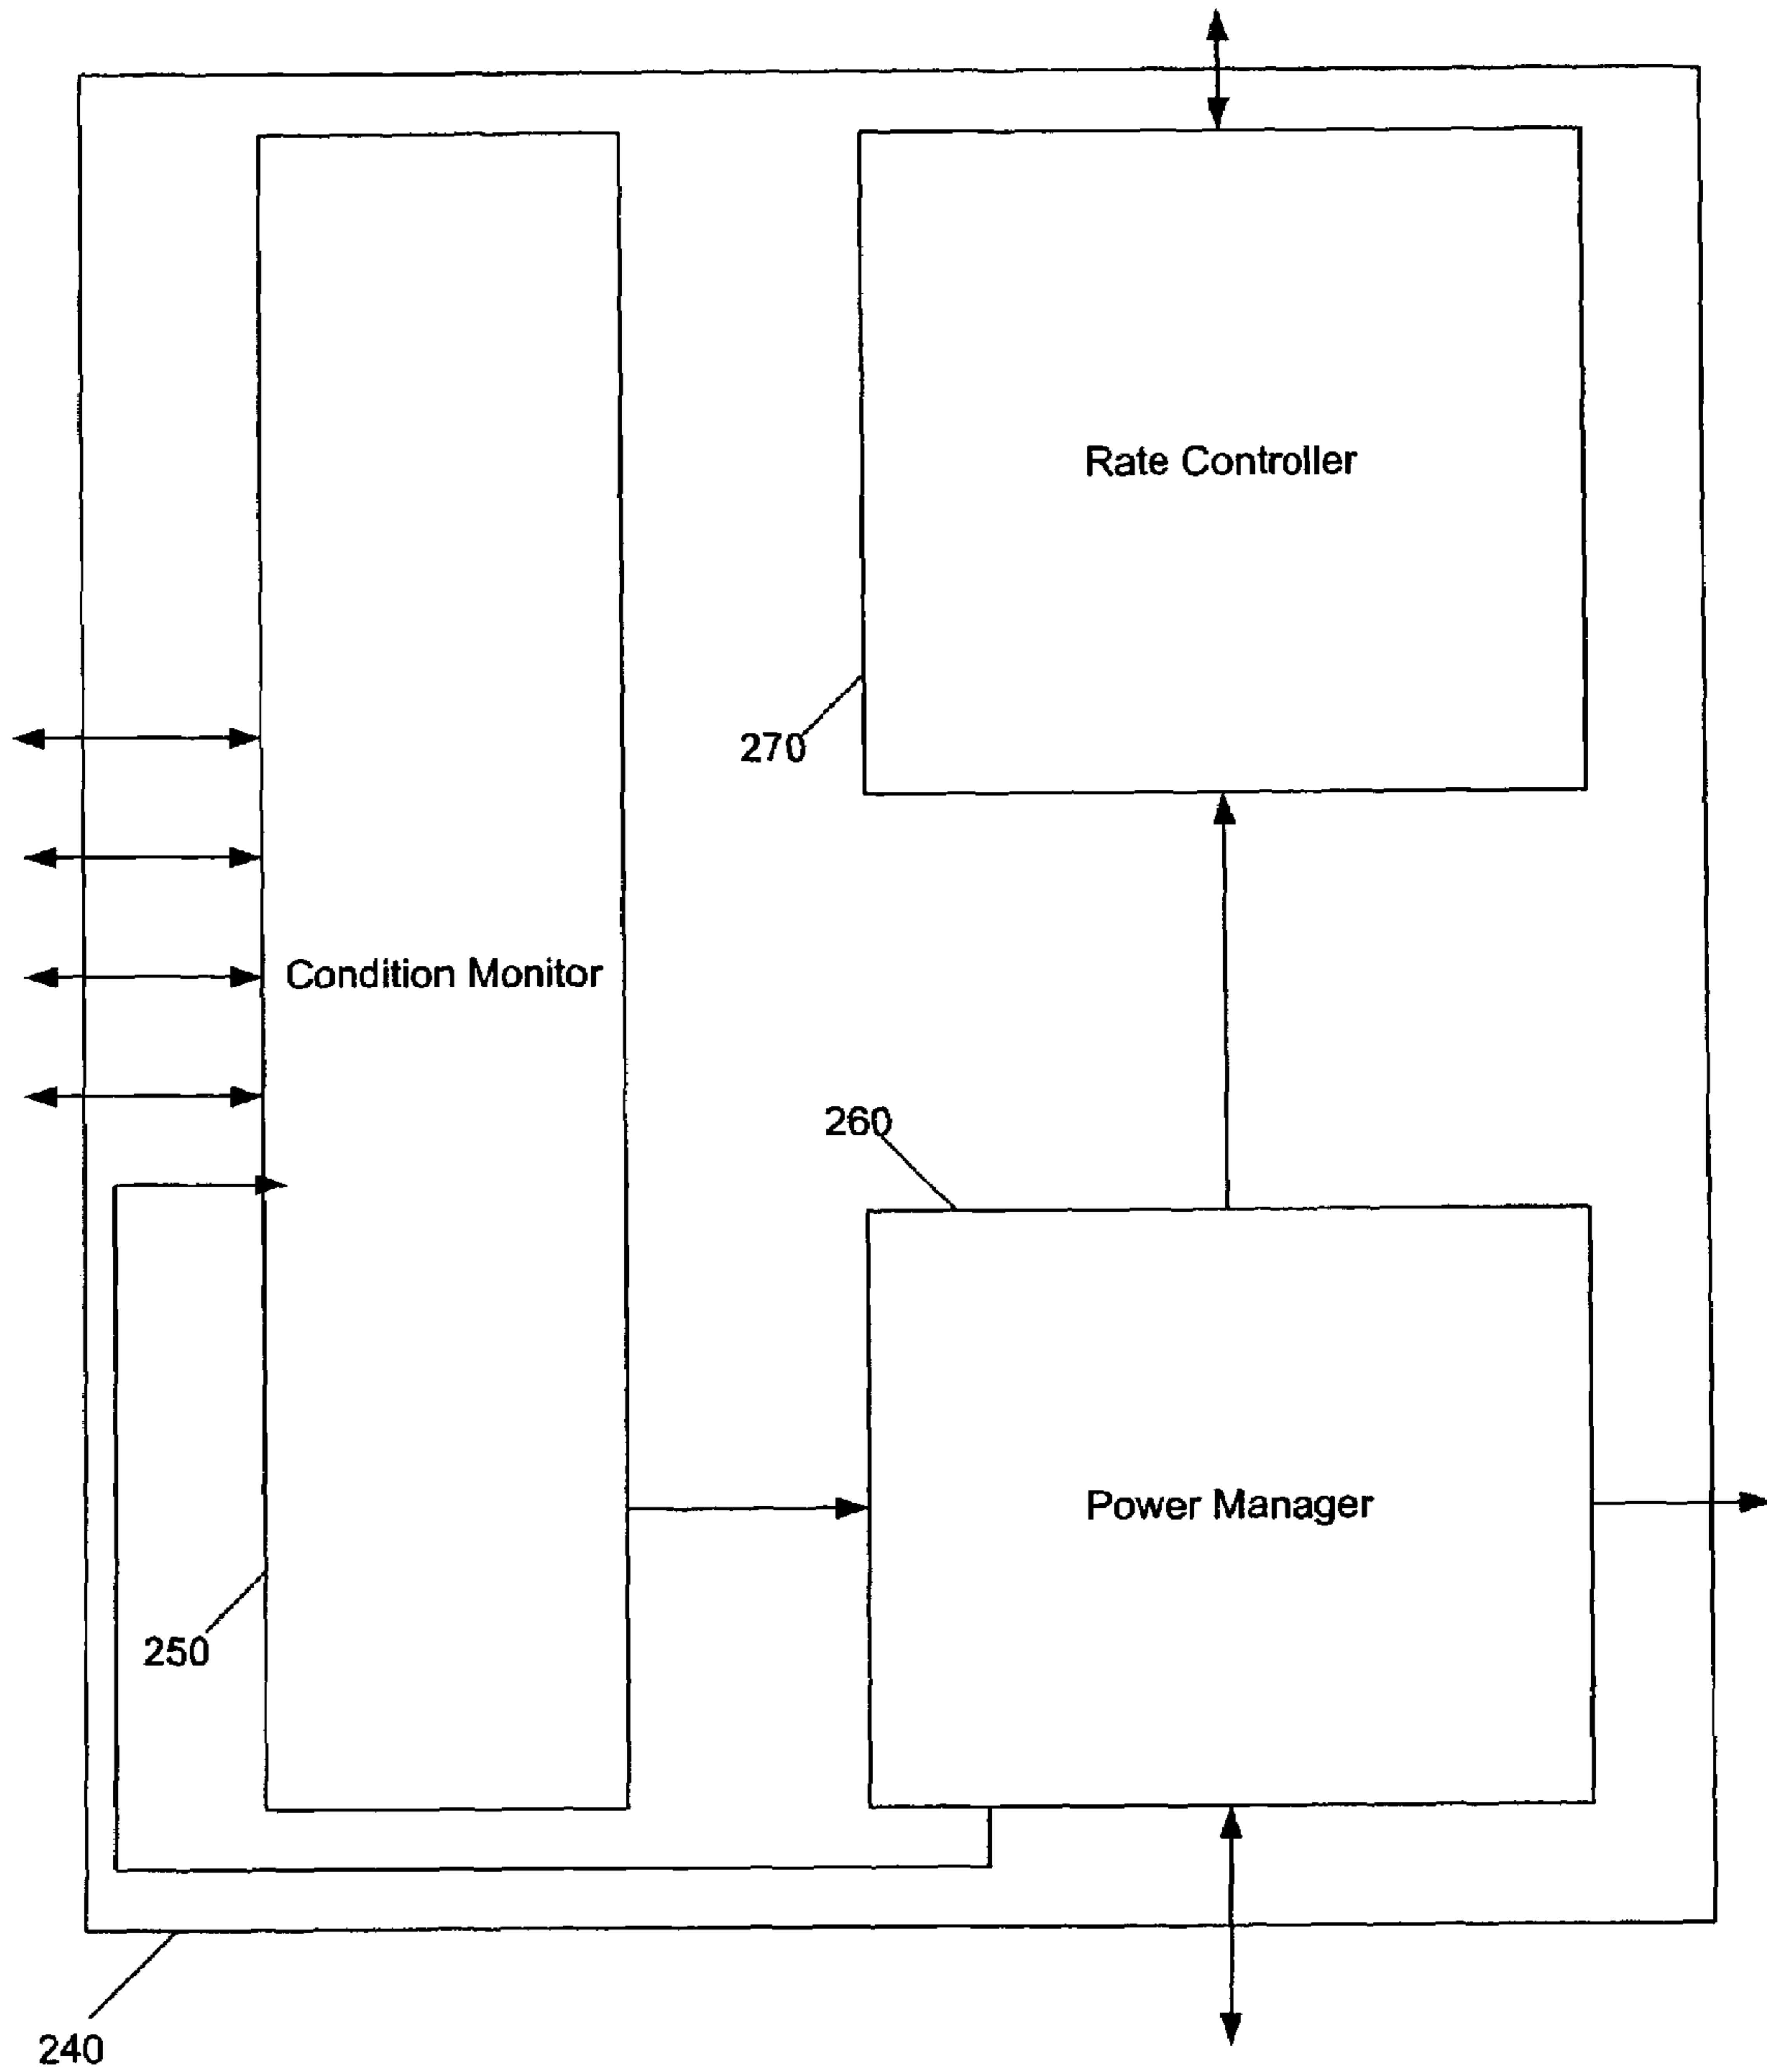 Rate Controller
270
Condition Monitor
260
Power Manager
250
240